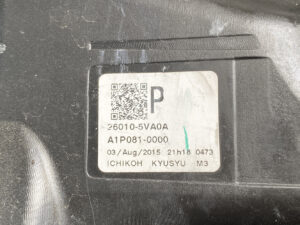 P
26010-5VA0A
A1P081-0000
03/Aug/2015 21h18 0473
ICHIKOH KYUSYU M3